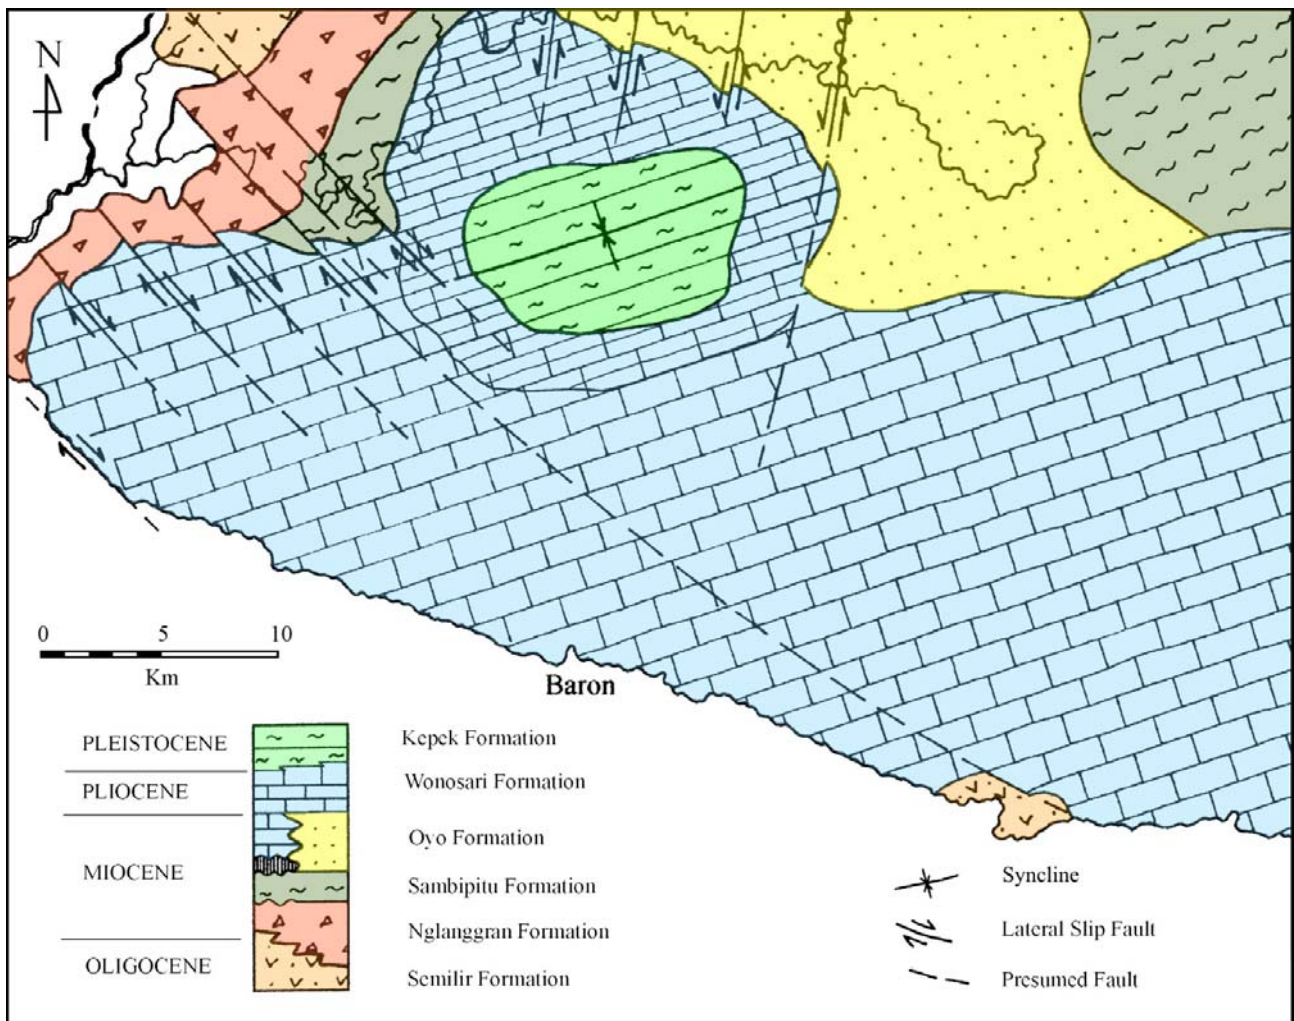 N
0 5 10
Km
Baron
PLEISTOCENE
PLIOCENE
MIOCENE
OLIGOCENE
Kepek Formation
Wonosari Formation
Oyo Formation
Sambipitu Formation
Nglanggran Formation
Semilir Formation
Syncline
Lateral Slip Fault
Presumed Fault